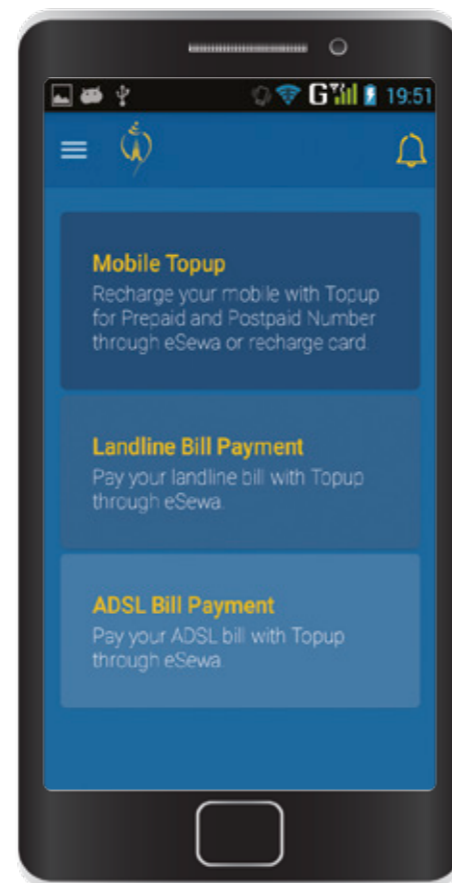 G 19:51
Mobile Topup
Recharge your mobile with Topup
for Prepaid and Postpaid Number
through eSewa or recharge card.
Landline Bill Payment
Pay your landline bill with Topup
through eSewa.
ADSL Bill Payment
Pay your ADSL bill with Topup
through eSewa.